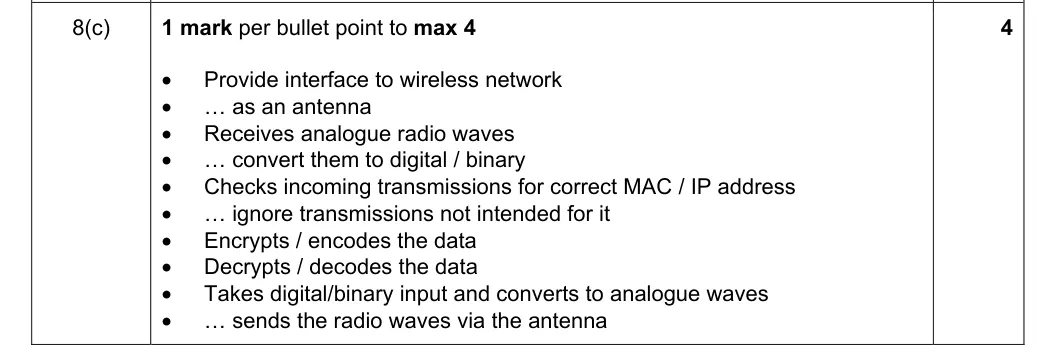 8(c) 1 mark per bullet point to max 4 4
• Provide interface to wireless network
• … as an antenna
• Receives analogue radio waves
• … convert them to digital / binary
• Checks incoming transmissions for correct MAC / IP address
• … ignore transmissions not intended for it
• Encrypts / encodes the data
• Decrypts / decodes the data
• Takes digital/binary input and converts to analogue waves
• … sends the radio waves via the antenna